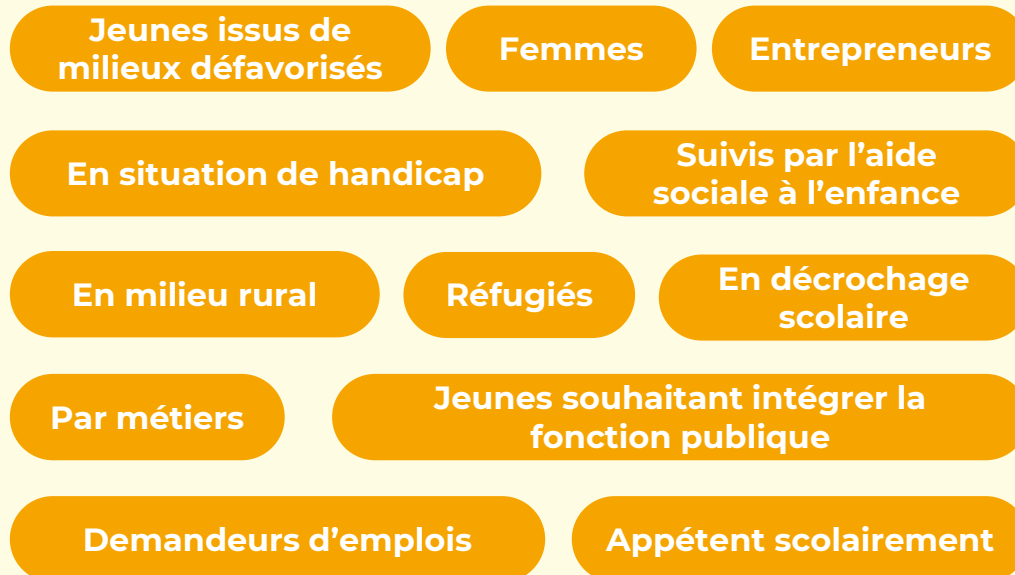 Jeunes issus de
milieux défavorisés
Femmes
Entrepreneurs
En situation de handicap
Suivis par l'aide
sociale à l'enfance
En milieu rural
Réfugiés
En décrochage
scolaire
Par métiers
Jeunes souhaitant intégrer la
fonction publique
Demandeurs d'emplois
Appétent scolairement